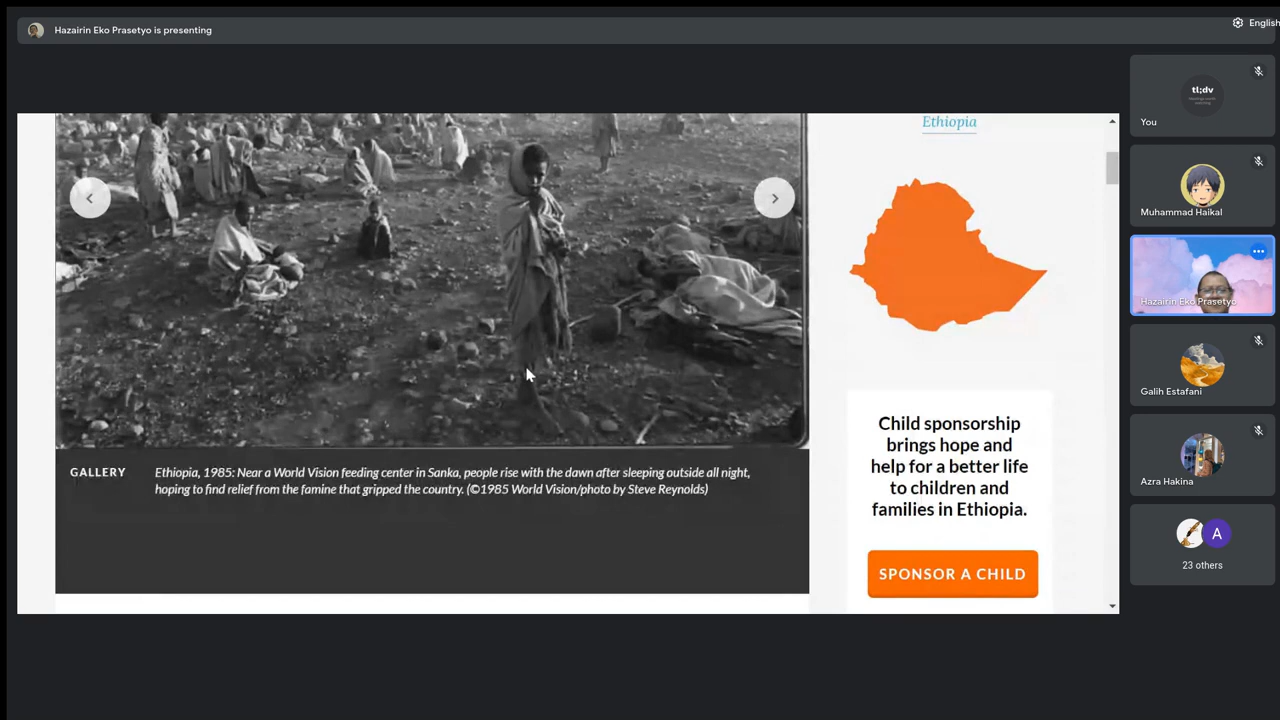 Hazairin Eko Prasetyo is presenting
English
Ethiopia
GALLERY
Ethiopia, 1985: Near a World Vision feeding center in Sanka, people rise with the dawn after sleeping outside all night,
hoping to find relief from the famine that gripped the country. (©1985 World Vision/photo by Steve Reynolds)
Child sponsorship
brings hope and
help for a better life
to children and
families in Ethiopia.
SPONSOR A CHILD
tl;dv
You
Muhammad Haikal
Hazairin Eko Prasetyo
Galih Estafani
Azra Hakina
A
23 others